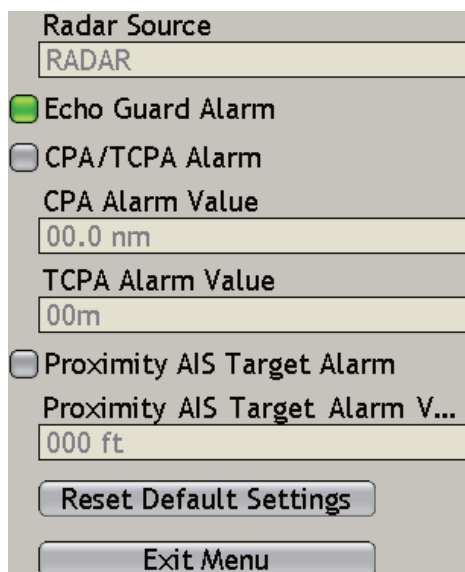 Radar Source
RADAR
Echo Guard Alarm
CPA/TCPA Alarm
CPA Alarm Value
00.0 nm
TCPA Alarm Value
00m
Proximity AIS Target Alarm
Proximity AIS Target Alarm V...
000 ft
Reset Default Settings
Exit Menu